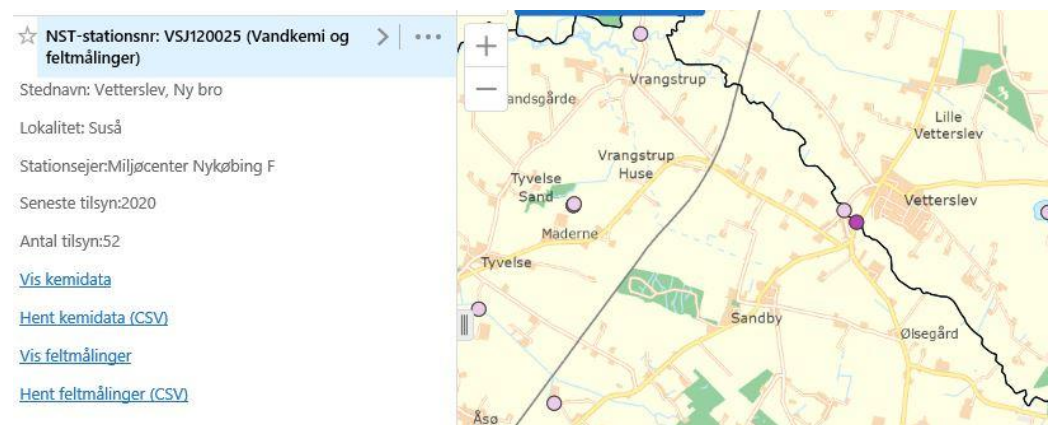 NST-stationsnr: VSJ120025 (Vandkemi og
feltmålinger)
Stednavn: Vetterslev, Ny bro
Lokalitet: Suså
Stationsejer:Miljøcenter Nykøbing F
Seneste tilsyn:2020
Antal tilsyn:52
Vis kemidata
Hent kemidata (CSV)
Vis feltmålinger
Hent feltmålinger (CSV)
Vrangstrup
andsgårde
Lille
Vetterslev
Vrangstrup
Huse
Tyvelse
Sand
Vetterslev
Maderne
Tyvelse
Sandby
Ølsegård
Åsø